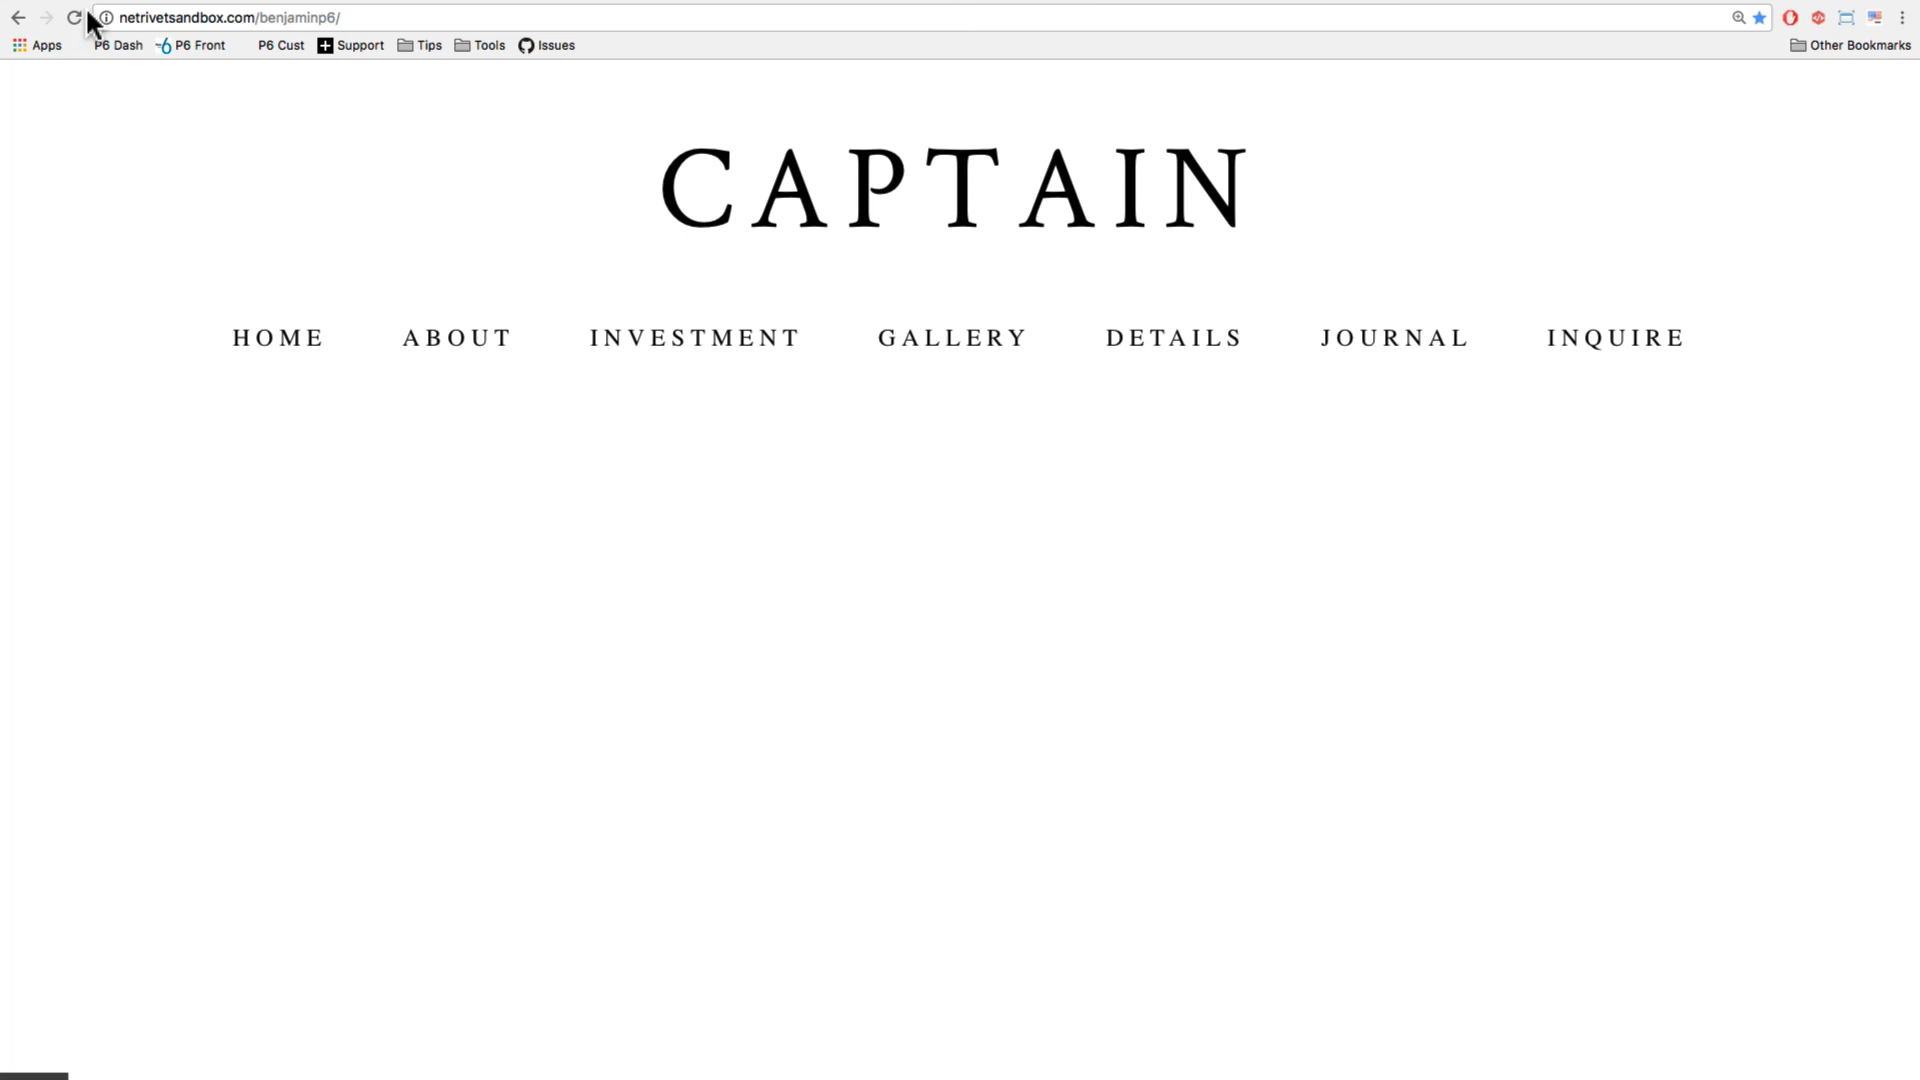 netrivetsandbox.com/benjaminp6/
Apps P6 Dash P6 Front P6 Cust Support Tips Tools Issues Other Bookmarks
CAPTAIN
HOME ABOUT INVESTMENT GALLERY DETAILS JOURNAL INQUIRE